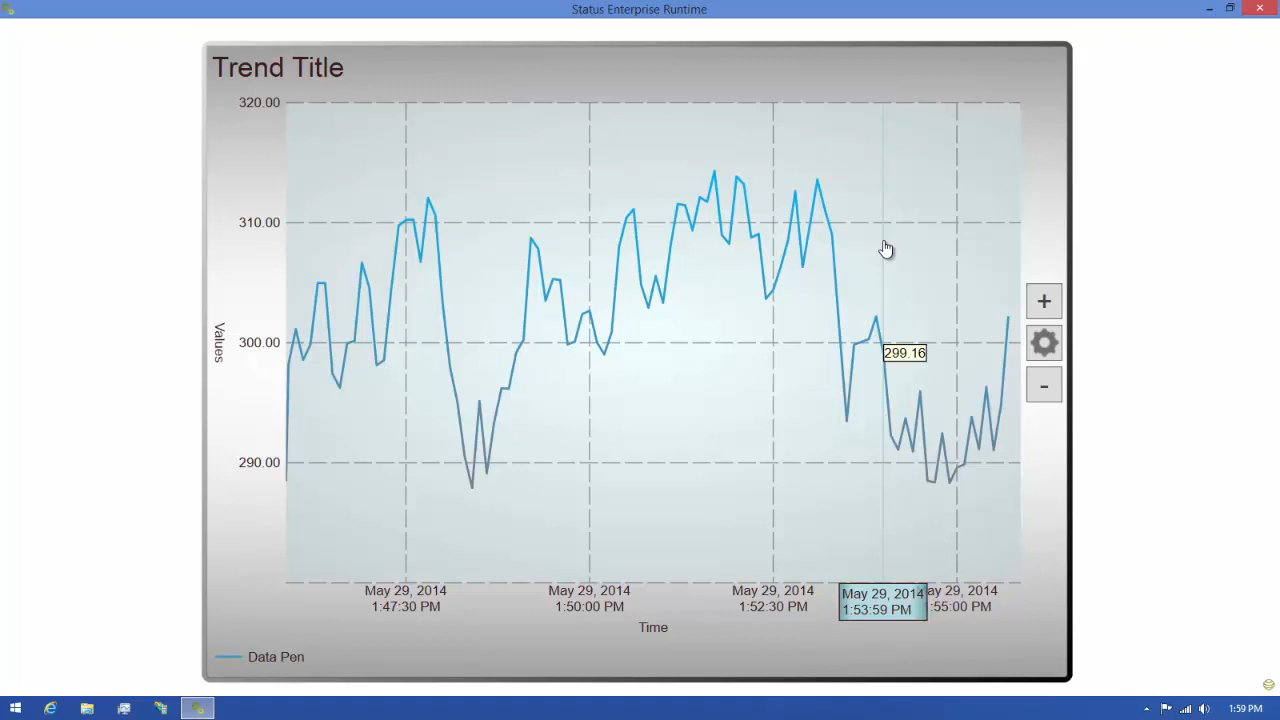 Status Enterprise Runtime
Trend Title
320.00
310.00
300.00
290.00
Values
299.16
+
-
May 29, 2014
1:47:30 PM
May 29, 2014
1:50:00 PM
May 29, 2014
1:52:30 PM
May 29, 2014
1:53:59 PM
ay 29, 2014
:55:00 PM
Time
Data Pen
1:59 PM